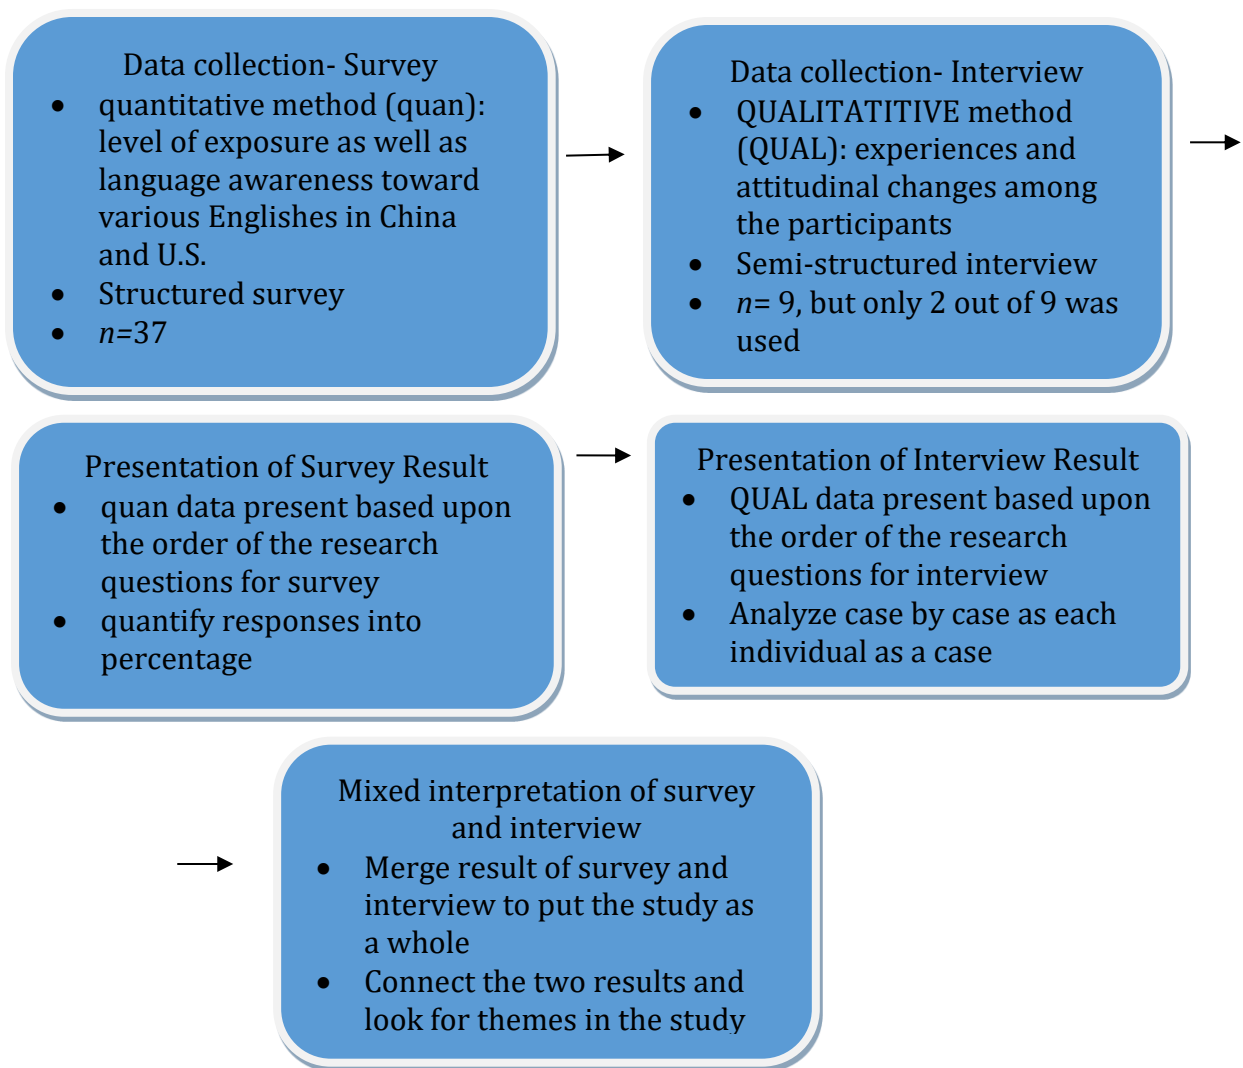 Data collection- Survey
• quantitative method (quan):
level of exposure as well as
language awareness toward
various Englishes in China
and U.S.
• Structured survey
• n=37
Data collection- Interview
• QUALITATITIVE method
(QUAL): experiences and
attitudinal changes among
the participants
• Semi-structured interview
• n= 9, but only 2 out of 9 was
used
Presentation of Survey Result
• quan data present based upon
the order of the research
questions for survey
• quantify responses into
percentage
Presentation of Interview Result
• QUAL data present based upon
the order of the research
questions for interview
• Analyze case by case as each
individual as a case
Mixed interpretation of survey
and interview
• Merge result of survey and
interview to put the study as
a whole
• Connect the two results and
look for themes in the study